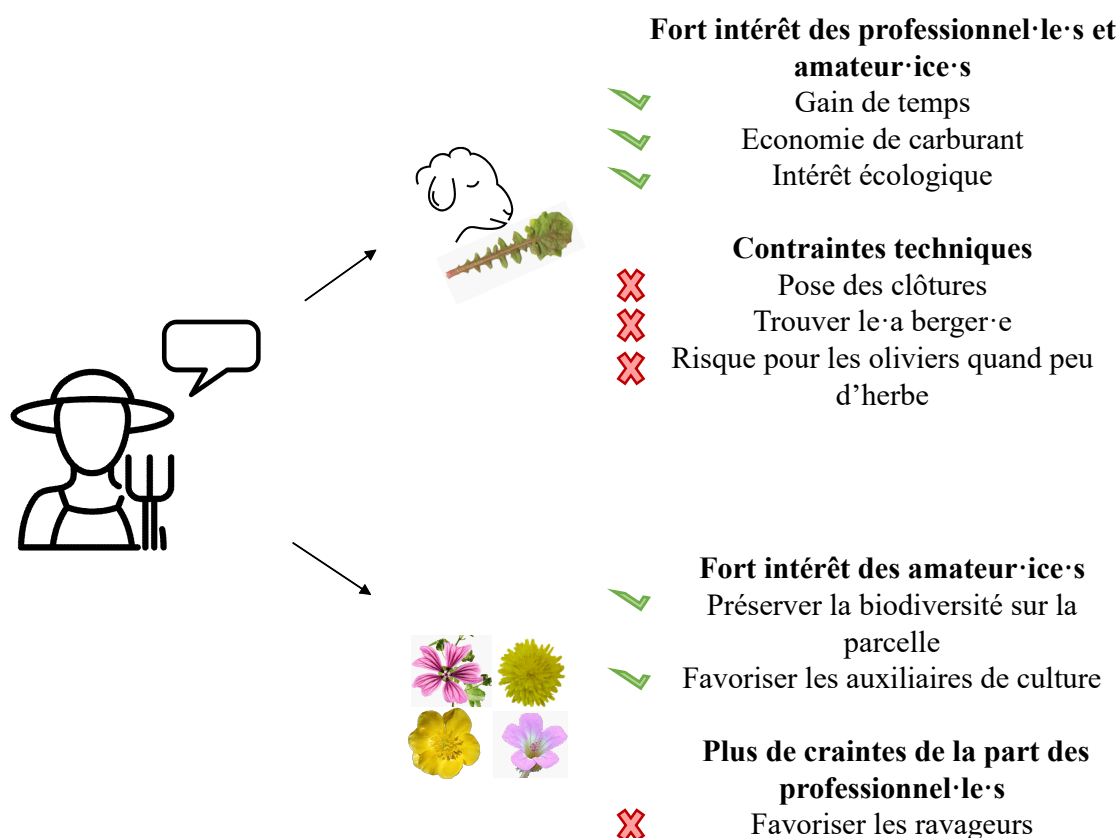 Fort intérêt des professionnel·le·s et
amateur·ice·s
Gain de temps
Economie de carburant
Intérêt écologique
Contraintes techniques
Pose des clôtures
Trouver le·a berger·e
Risque pour les oliviers quand peu
d’herbe
Fort intérêt des amateur·ice·s
Préserver la biodiversité sur la
parcelle
Favoriser les auxiliaires de culture
Plus de craintes de la part des
professionnel·le·s
Favoriser les ravageurs